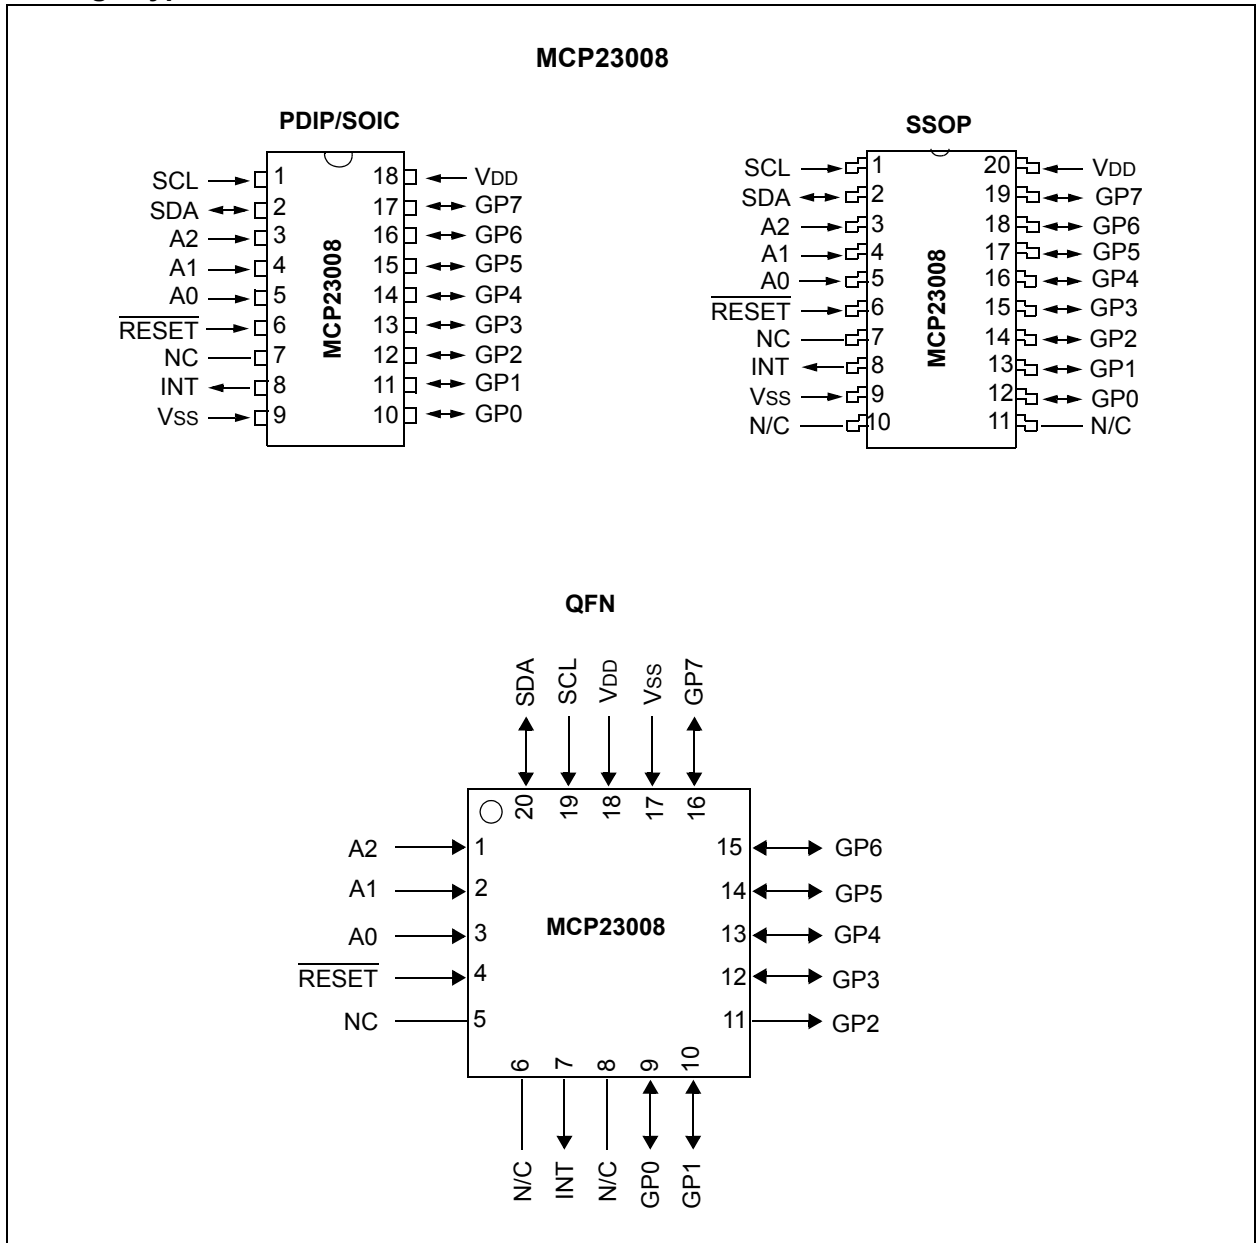 MCP23008
PDIP/SOIC
SCL 1 18 VDD
SDA 2 17 GP7
A2 3 16 GP6
A1 4 15 GP5
A0 5 14 GP4
RESET 6 13 GP3
NC 7 12 GP2
INT 8 11 GP1
VSS 9 10 GP0
MCP23008
SSOP
SCL 1 20 VDD
SDA 2 19 GP7
A2 3 18 GP6
A1 4 17 GP5
A0 5 16 GP4
RESET 6 15 GP3
NC 7 14 GP2
INT 8 13 GP1
VSS 9 12 GP0
N/C 10 11 N/C
MCP23008
QFN
SDA SCL VDD VSS GP7
20 19 18 17 16
A2 1 15 GP6
A1 2 14 GP5
A0 3 MCP23008 13 GP4
RESET 4 12 GP3
NC 5 11 GP2
6 7 8 9 10
N/C INT N/C GP0 GP1